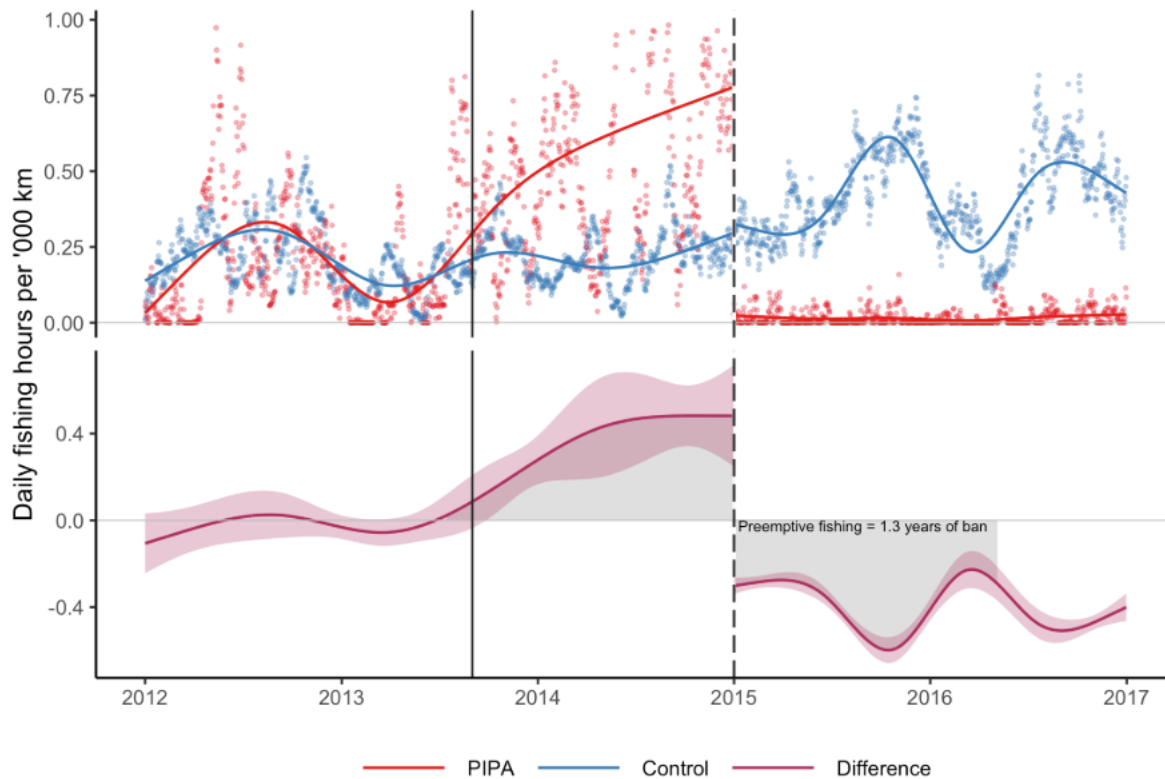 Daily fishing hours per '000 km
1.00
0.75
0.50
0.25
0.00
0.4
0.0
-0.4
Preemptive fishing = 1.3 years of ban
2012 2013 2014 2015 2016 2017
PIPA Control Difference